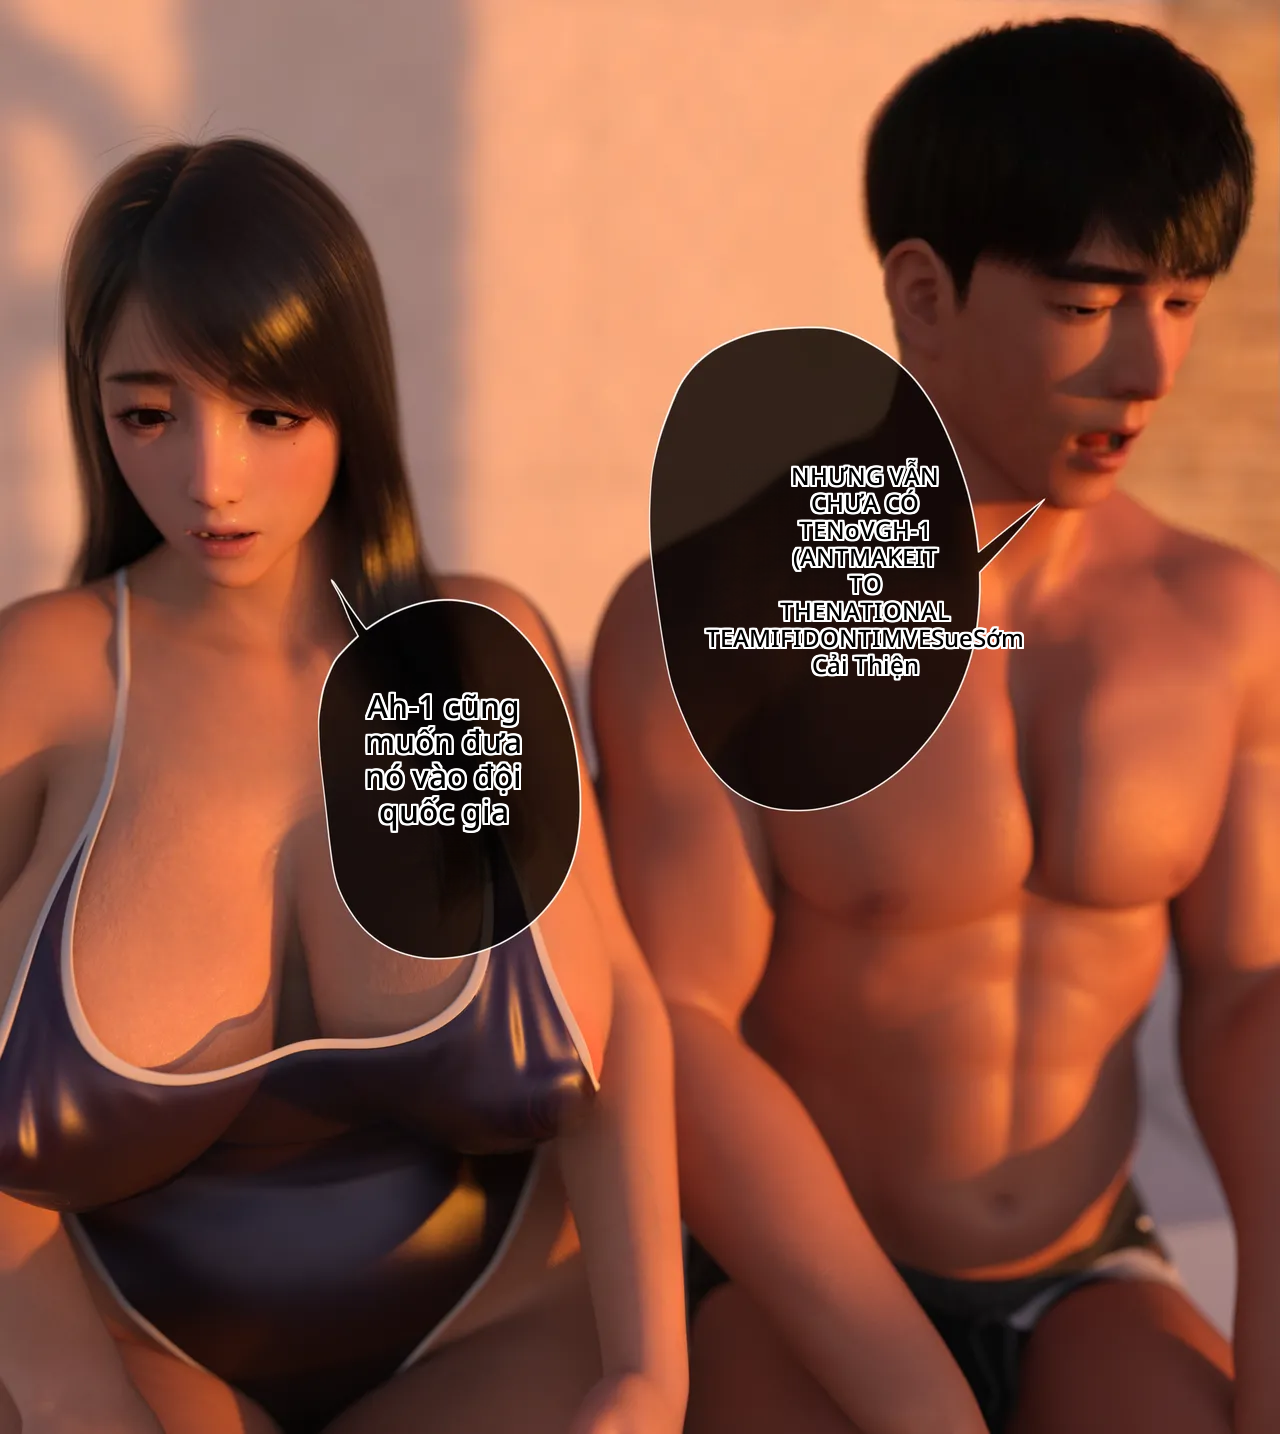 NHƯNG VẪN
CHƯA CÓ
TENoVGH-1
(ANTMAKEIT
TO
THENATIONAL
TEAMIFIDONTIMVESueSớm
Cải Thiện
Ah-1 cũng
muốn đưa
nó vào đội
quốc gia